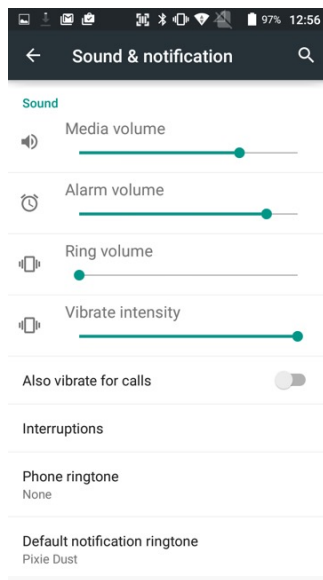 97% 12:56
Sound & notification
Sound
Media volume
Alarm volume
Ring volume
Vibrate intensity
Also vibrate for calls
Interruptions
Phone ringtone
None
Default notification ringtone
Pixie Dust